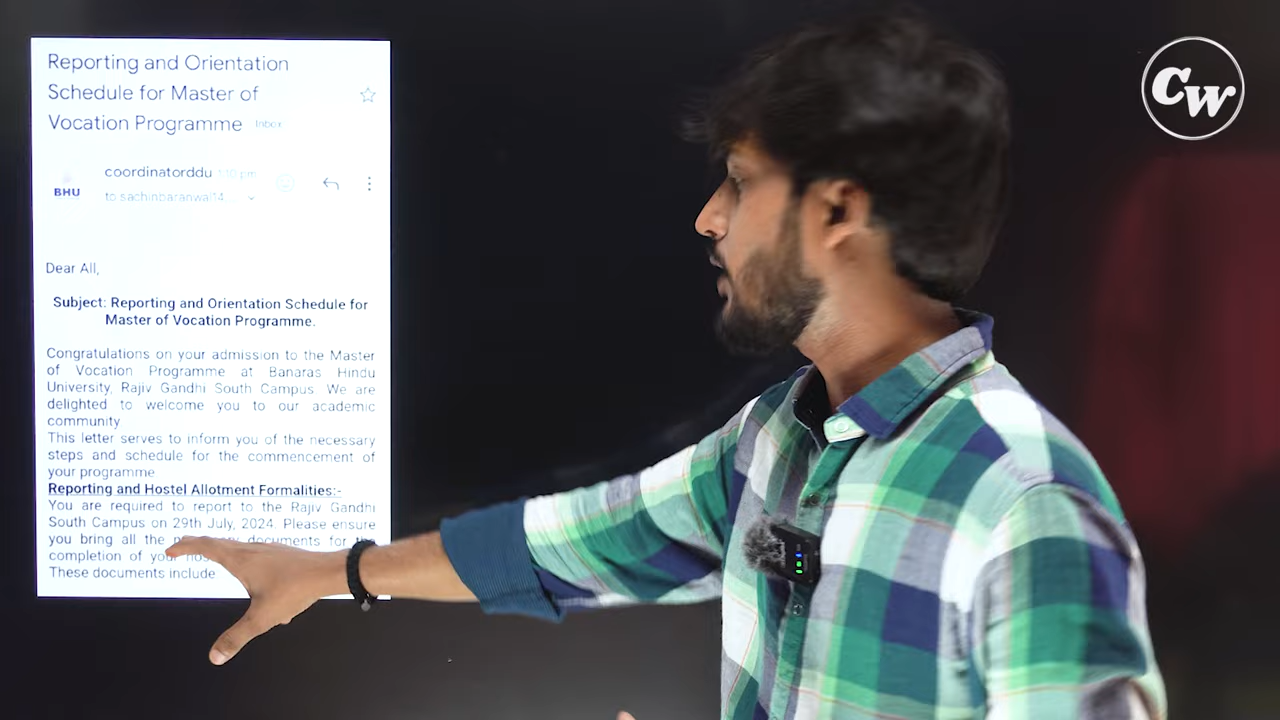 Reporting and Orientation
Schedule for Master of
Vocation Programme Inbox
coordinatorddu 1:10 pm
BHU
to sachinbaranwal14...
Dear All,
Subject: Reporting and Orientation Schedule for
Master of Vocation Programme.
Congratulations on your admission to the Master
of Vocation Programme at Banaras Hindu
University, Rajiv Gandhi South Campus. We are
delighted to welcome you to our academic
community
This letter serves to inform you of the necessary
steps and schedule for the commencement of
your programme
Reporting and Hostel Allotment Formalities:-
You are required to report to the Rajiv Gandhi
South Campus on 29th July, 2024. Please ensure
you bring all the documents for the
completion of your
These documents include
CW